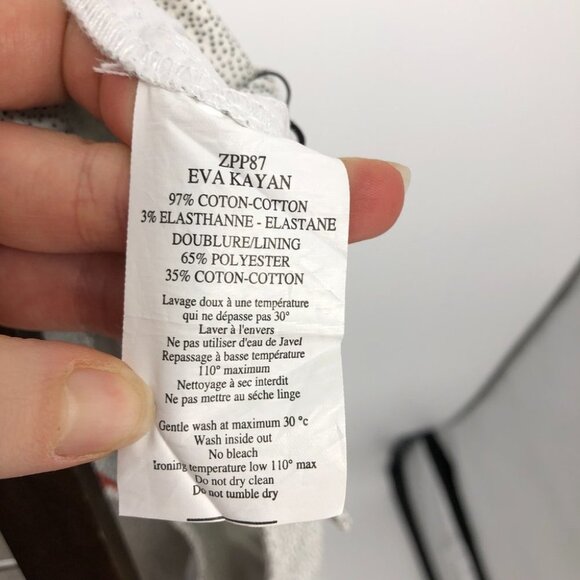 ZPP87
EVA KAYAN
97% COTON-COTTON
3% ELASTHANNE - ELASTANE
DOUBLURE/LINING
65% POLYESTER
35% COTON-COTTON
Lavage doux à une température
qui ne dépasse pas 30°
Laver à l'envers
Ne pas utiliser d'eau de Javel
Repassage à basse température
110° maximum
Nettoyage à sec interdit
Ne pas mettre au séche linge
Gentle wash at maximum 30 °c
Wash inside out
No bleach
Ironing temperature low 110° max
Do not dry clean
Do not tumble dry